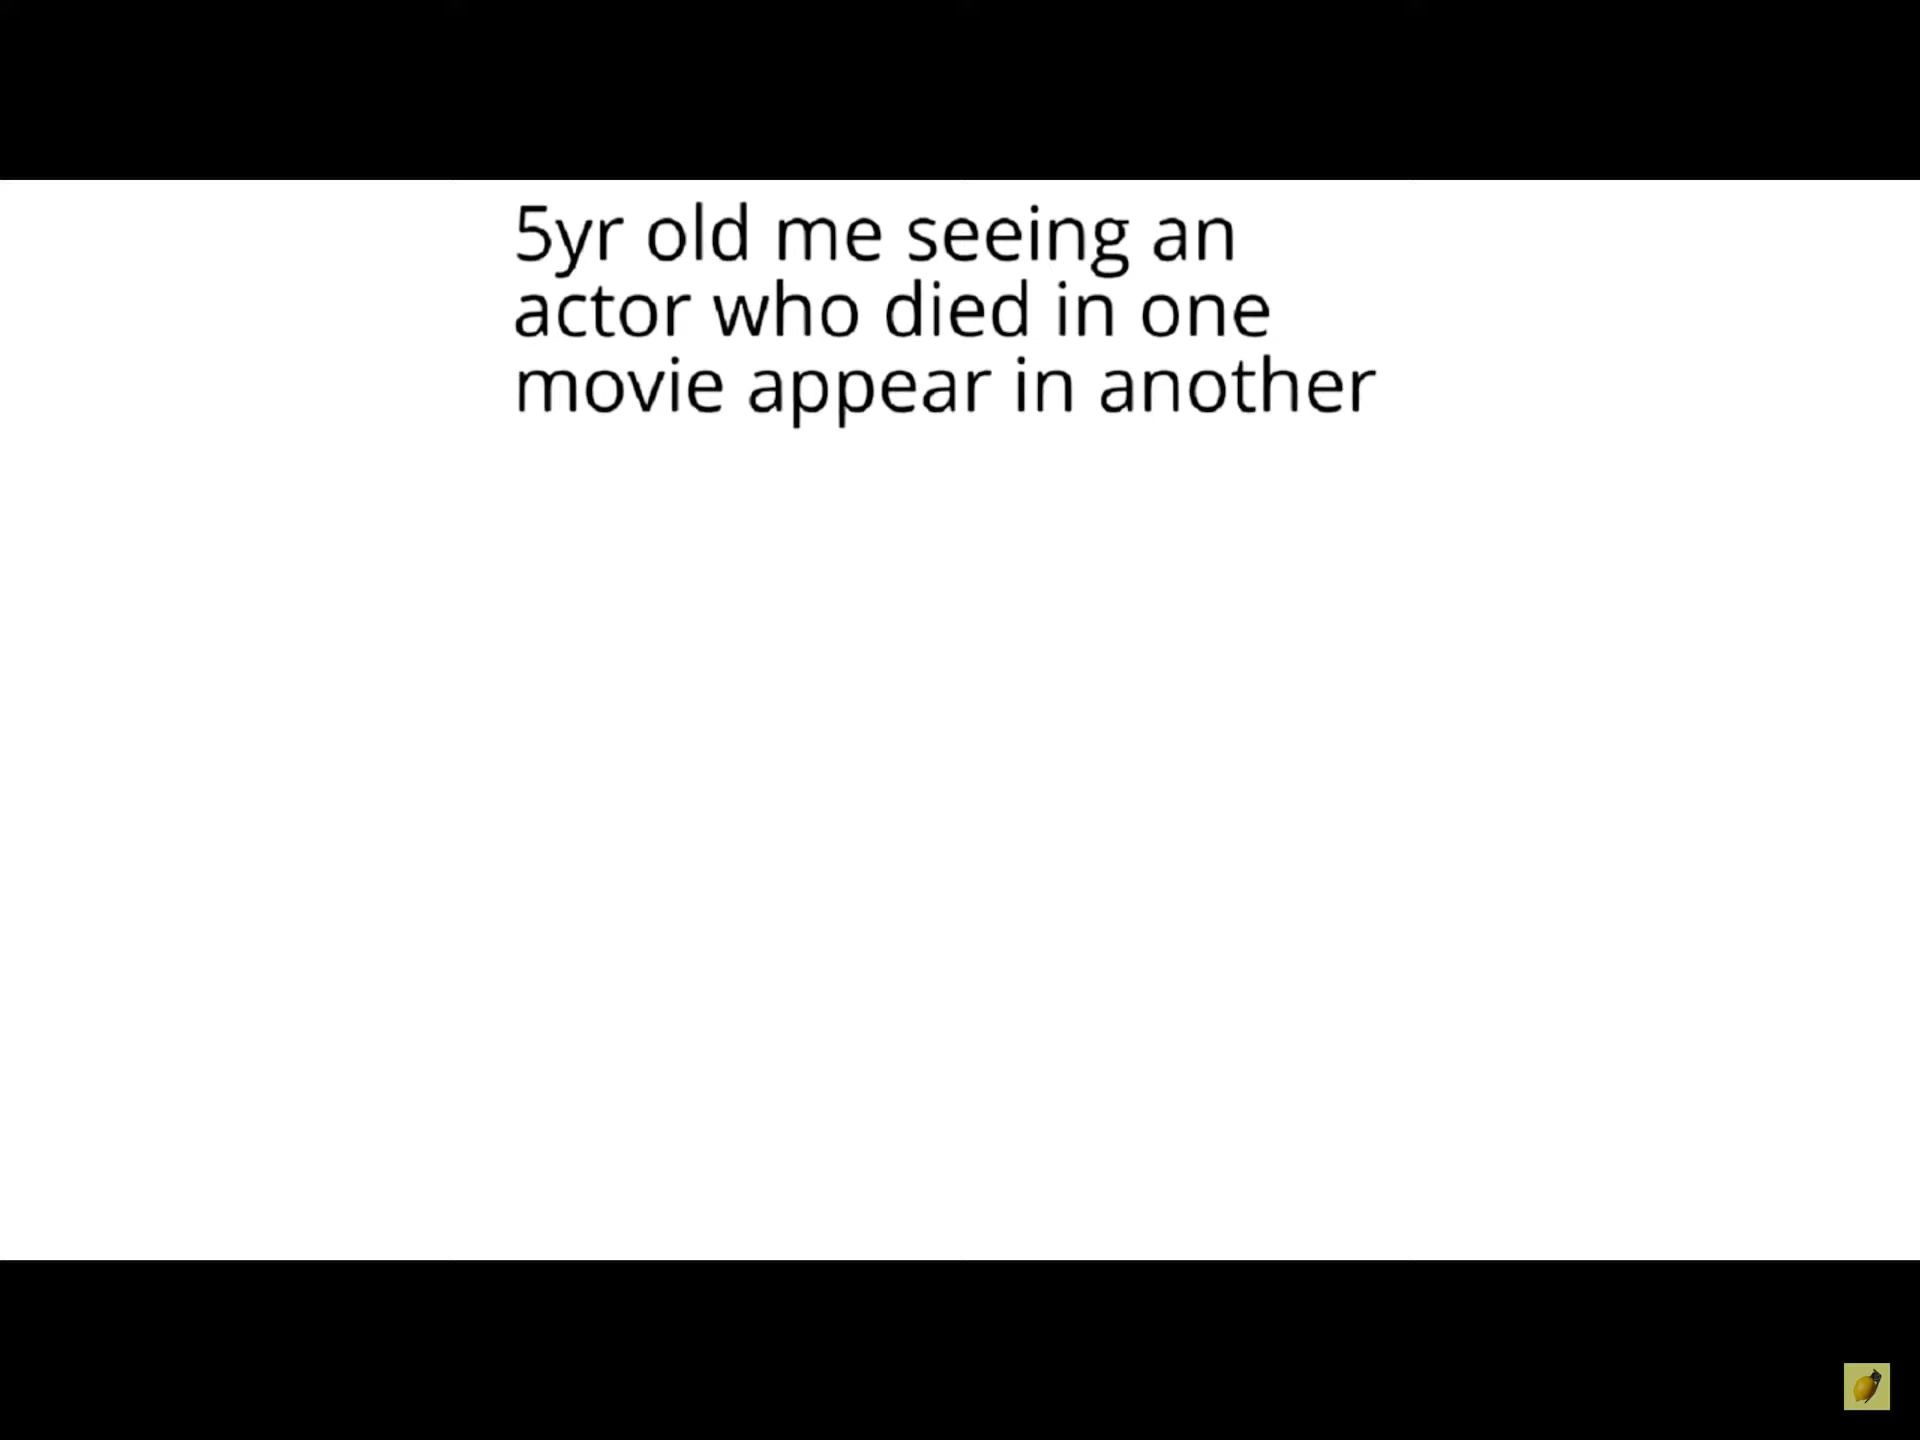 5yr old me seeing an
actor who died in one
movie appear in another